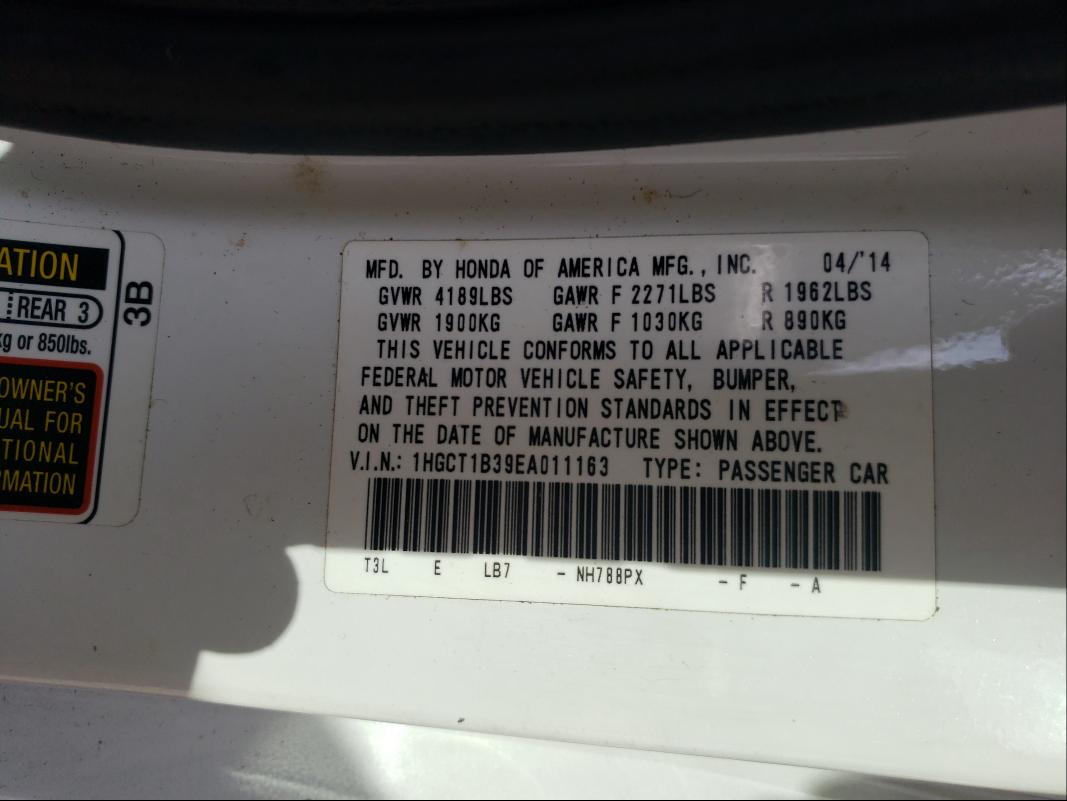 ATION
REAR 3
kg or 850lbs.
OWNER'S
UAL FOR
TIONAL
RMATION
3B
MFD. BY HONDA OF AMERICA MFG., INC. 04/'14
GVWR 4189LBS GAWR F 2271LBS R 1962LBS
GVWR 1900KG GAWR F 1030KG R 890KG
THIS VEHICLE CONFORMS TO ALL APPLICABLE
FEDERAL MOTOR VEHICLE SAFETY, BUMPER,
AND THEFT PREVENTION STANDARDS IN EFFECT
ON THE DATE OF MANUFACTURE SHOWN ABOVE.
V.I.N.: 1HGCT1B39EA011163 TYPE: PASSENGER CAR
T3L E LB7 - NH788PX - F - A